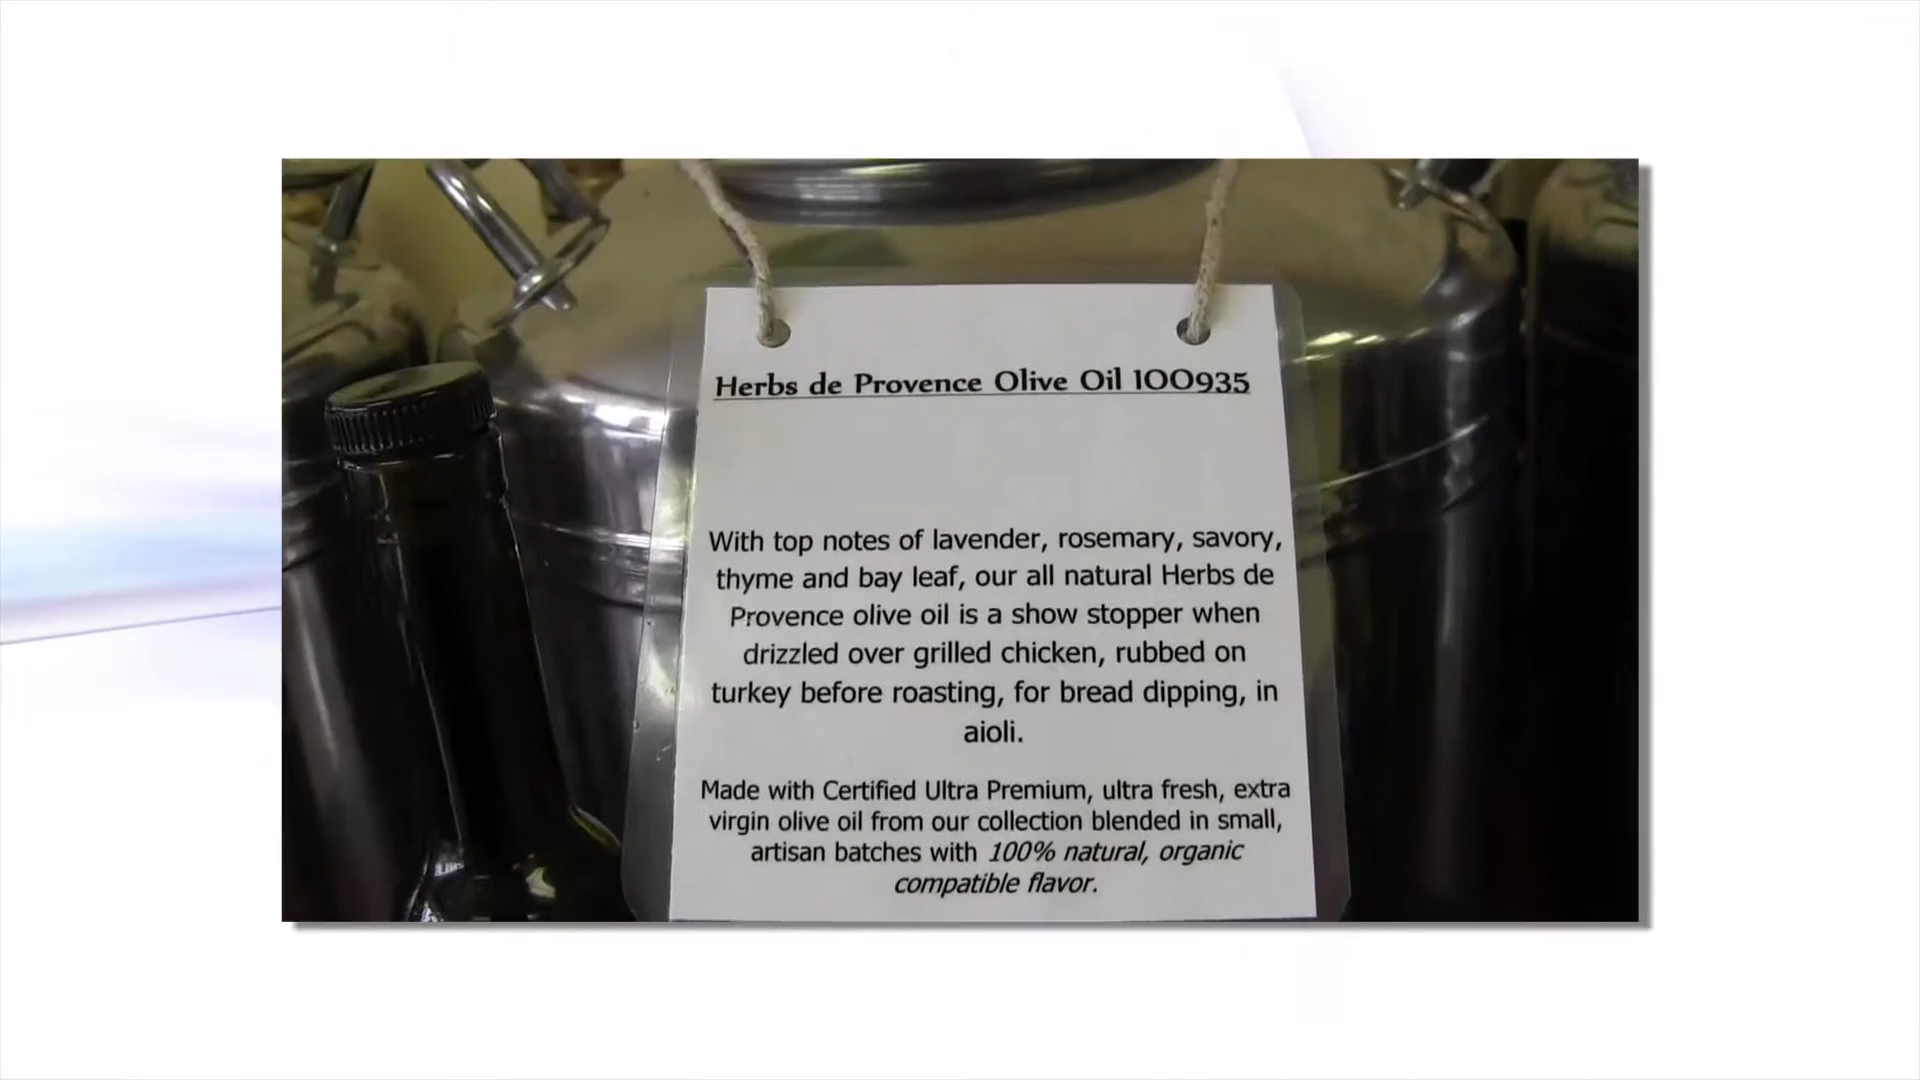 Herbs de Provence Olive Oil 100935
With top notes of lavender, rosemary, savory,
thyme and bay leaf, our all natural Herbs de
Provence olive oil is a show stopper when
drizzled over grilled chicken, rubbed on
turkey before roasting, for bread dipping, in
aioli.
Made with Certified Ultra Premium, ultra fresh, extra
virgin olive oil from our collection blended in small,
artisan batches with 100% natural, organic
compatible flavor.